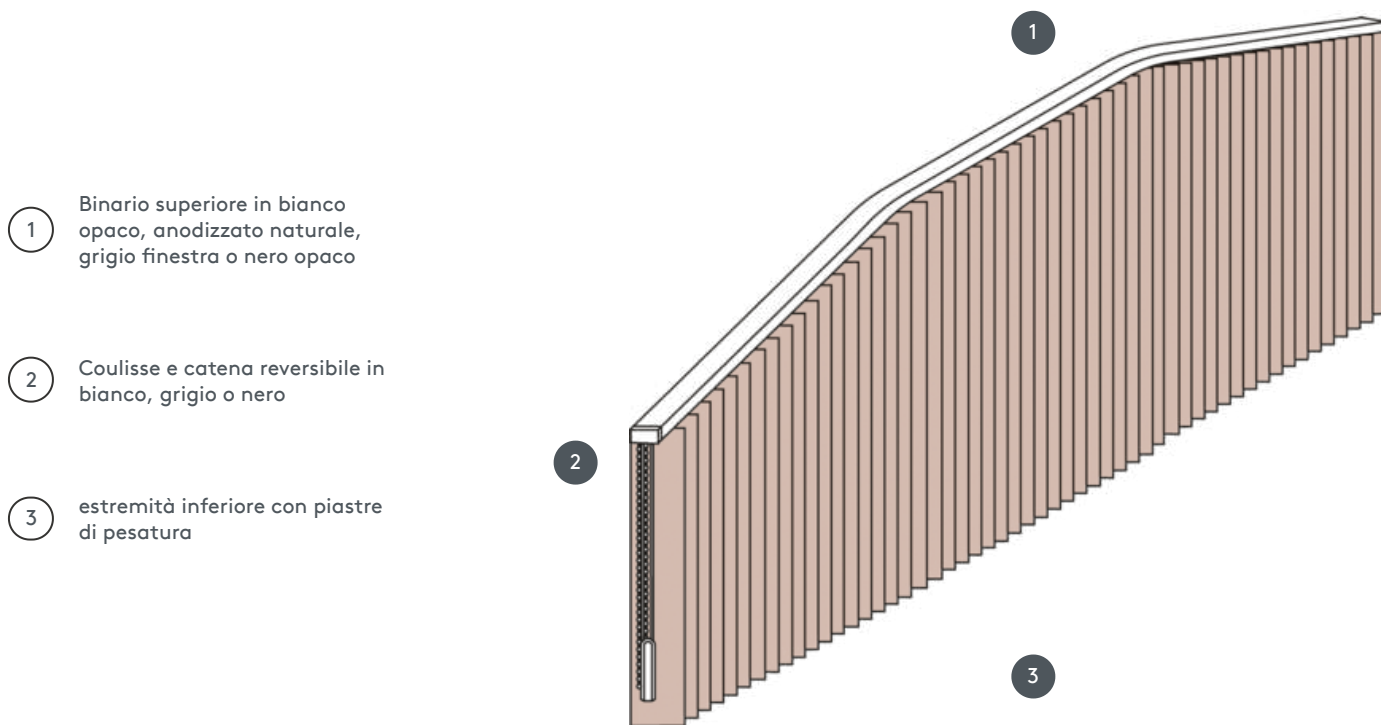 1
Binario superiore in bianco
opaco, anodizzato naturale,
grigio finestra o nero opaco
2
Coulisse e catena reversibile in
bianco, grigio o nero
3
estremità inferiore con piastre
di pesatura
1
2
3